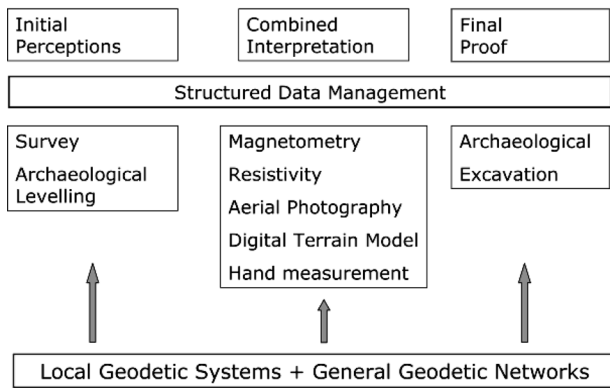 Initial
Perceptions
Combined
Interpretation
Final
Proof
Structured Data Management
Survey
Archaeological
Levelling
Magnetometry
Resistivity
Aerial Photography
Digital Terrain Model
Hand measurement
Archaeological
Excavation
Local Geodetic Systems + General Geodetic Networks